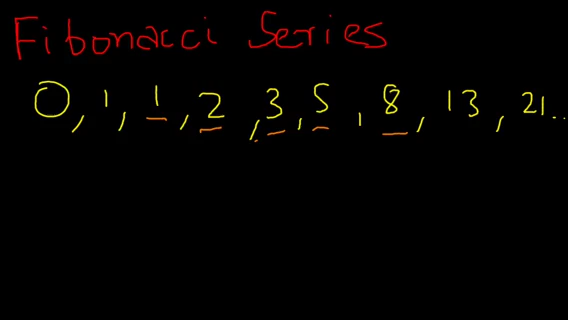 Fibonacci Series
0, 1, 1, 2, 3, 5, 8, 13, 21..